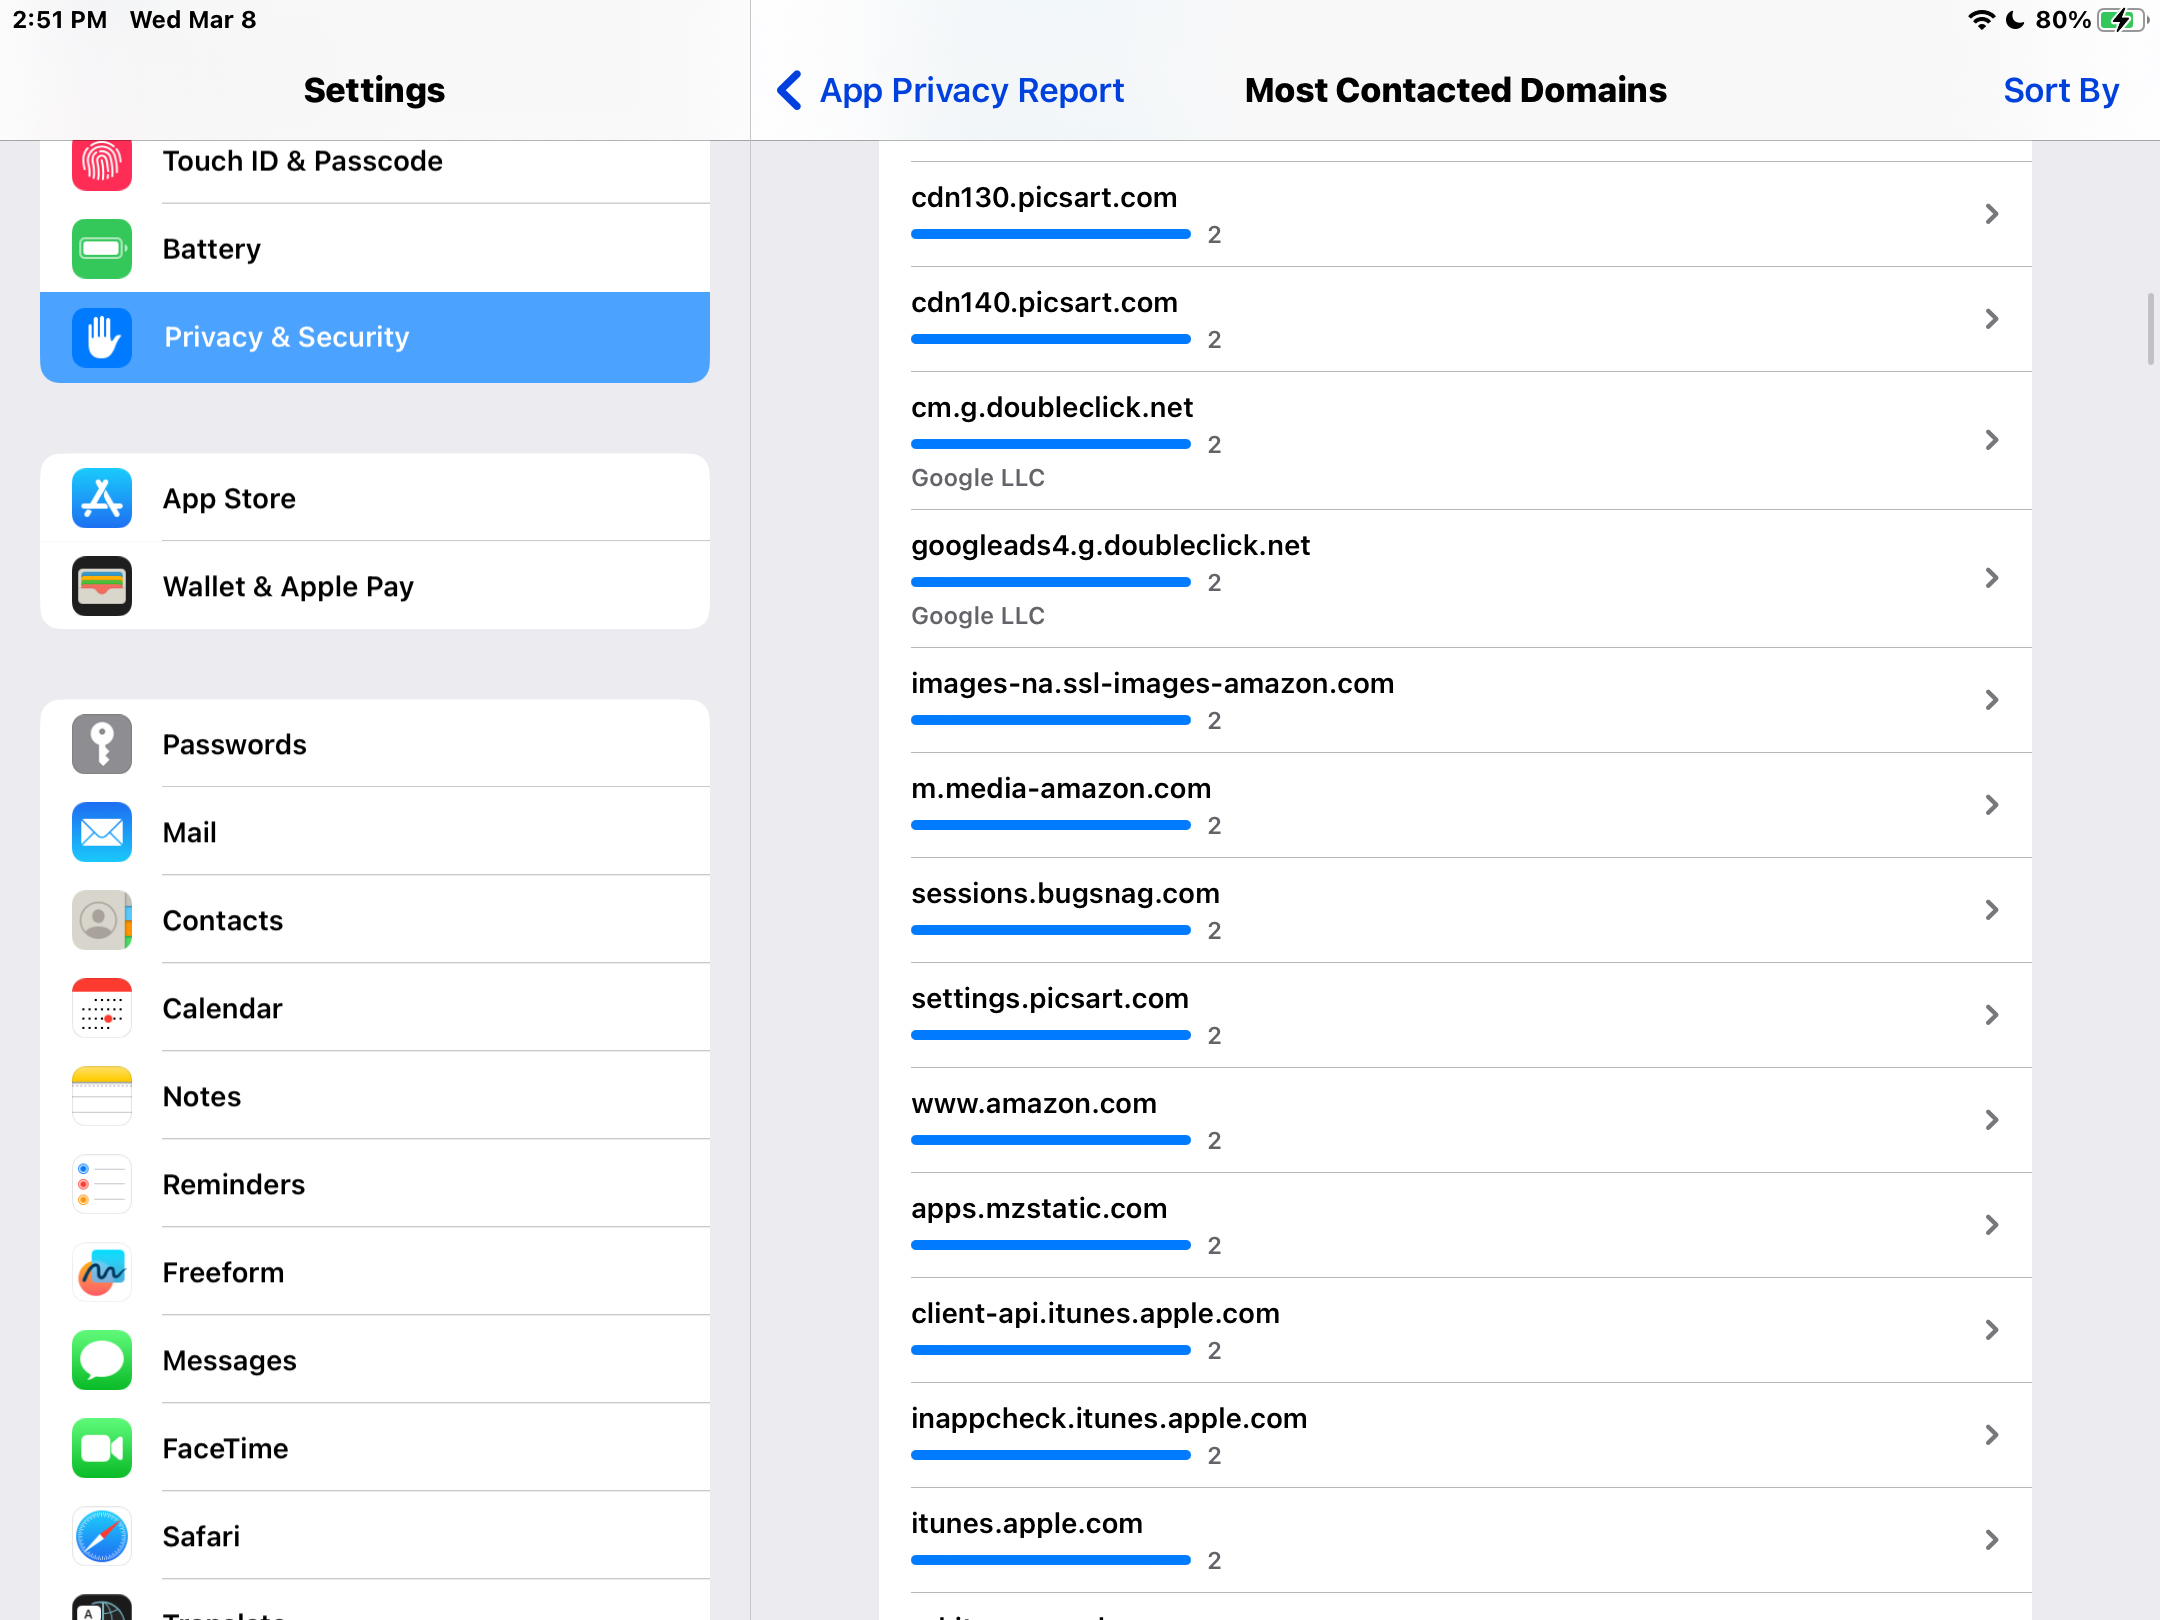 2:51 PM Wed Mar 8
80%
Settings
Touch ID & Passcode
Battery
Privacy & Security
App Store
Wallet & Apple Pay
Passwords
Mail
Contacts
Calendar
Notes
Reminders
Freeform
Messages
FaceTime
Safari
App Privacy Report
Most Contacted Domains
Sort By
cdn130.picsart.com
2
cdn140.picsart.com
2
cm.g.doubleclick.net
2
Google LLC
googleads4.g.doubleclick.net
2
Google LLC
images-na.ssl-images-amazon.com
2
m.media-amazon.com
2
sessions.bugsnag.com
2
settings.picsart.com
2
www.amazon.com
2
apps.mzstatic.com
2
client-api.itunes.apple.com
2
inappcheck.itunes.apple.com
2
itunes.apple.com
2